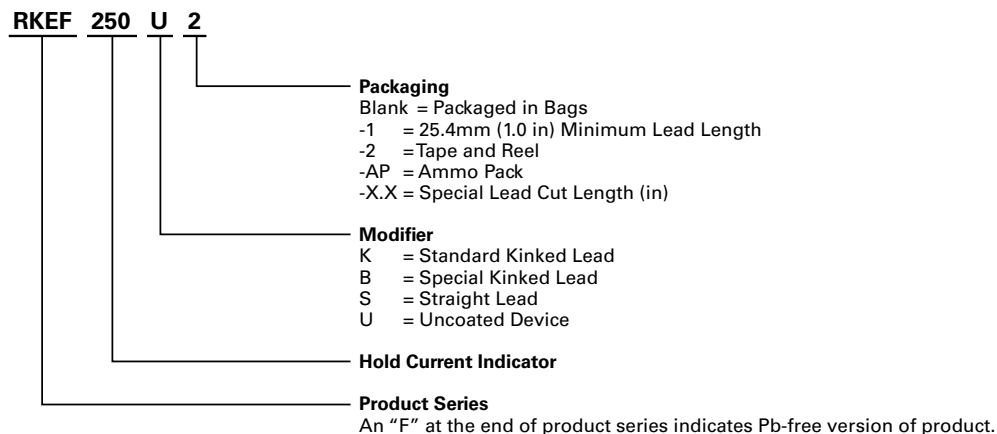 RKEF 250 U 2
Packaging
Blank = Packaged in Bags
-1 = 25.4mm (1.0 in) Minimum Lead Length
-2 =Tape and Reel
-AP = Ammo Pack
-X.X = Special Lead Cut Length (in)
Modifier
K = Standard Kinked Lead
B = Special Kinked Lead
S = Straight Lead
U = Uncoated Device
Hold Current Indicator
Product Series
An “F” at the end of product series indicates Pb-free version of product.